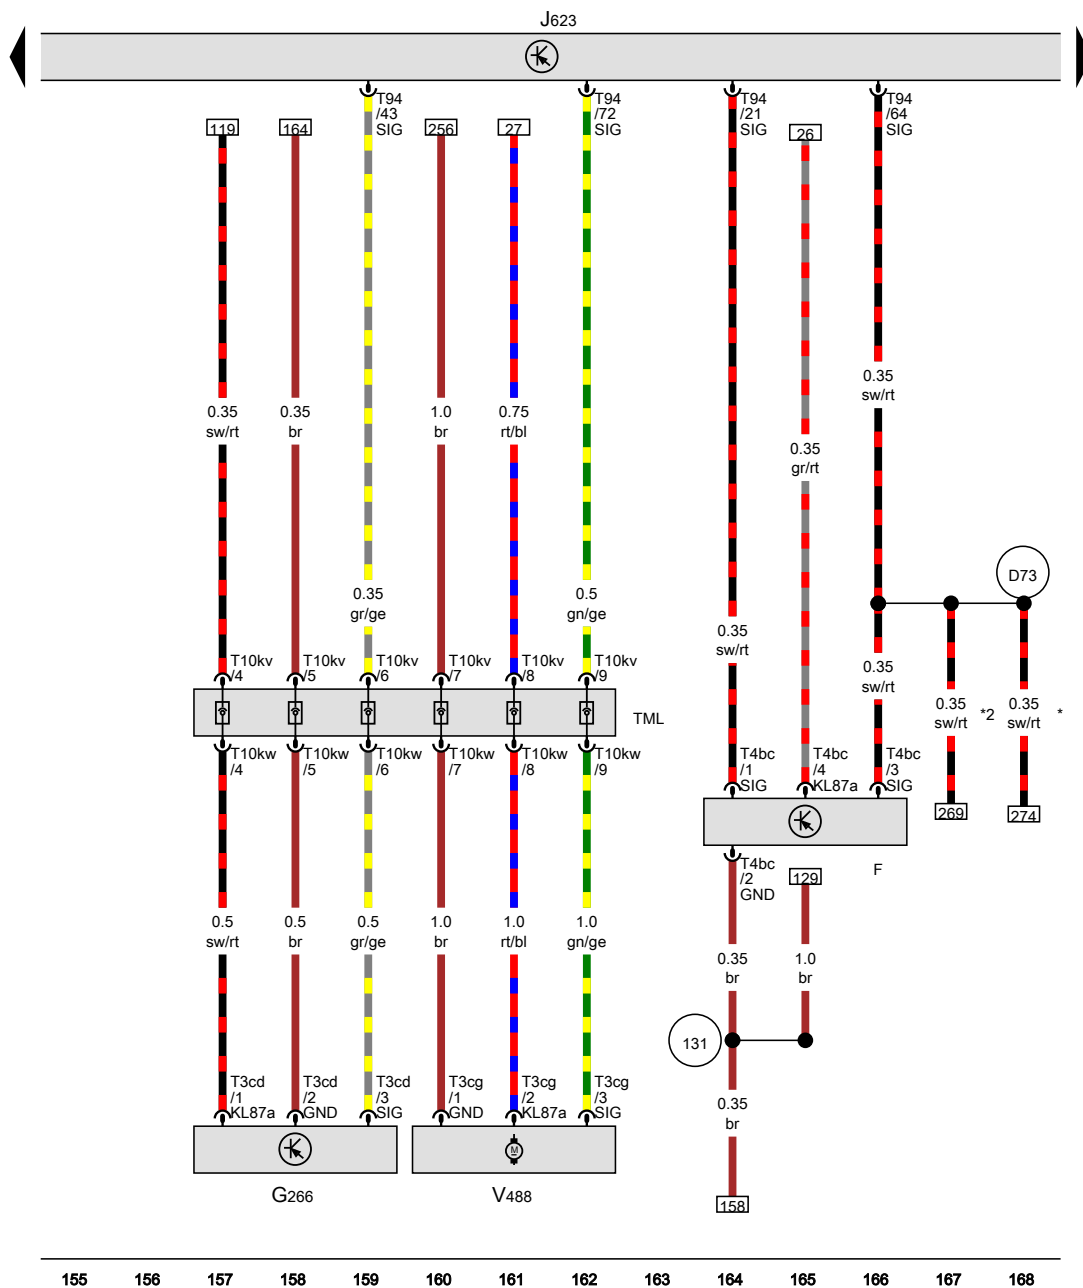 J623
T94 T94 T94 T94
/43 /72 /21 /64
SIG SIG SIG SIG
119 164 256 27 26
0.35
sw/rt
0.35 0.35 1.0 0.75
sw/rt br br rt/bl
0.35
gr/rt
D73
0.35 0.5
gr/ge gn/ge
0.35
sw/rt
0.35
sw/rt
T10kv T10kv T10kv T10kv T10kv T10kv
/4 /5 /6 /7 /8 /9
0.35 *2 0.35 *
sw/rt sw/rt
TML
T10kw T10kw T10kw T10kw T10kw T10kw
/4 /5 /6 /7 /8 /9
T4bc T4bc T4bc
/1 /4 /3
SIG KL87a SIG
269 274
T4bc
/2
GND
F
129
0.5 0.5 0.5 1.0 1.0 1.0
sw/rt br gr/ge br rt/bl gn/ge
0.35 1.0
br br
131
T3cd T3cd T3cd T3cg T3cg T3cg
/1 /2 /3 /1 /2 /3
KL87a GND SIG GND KL87a SIG
0.35
br
M
G266 V488
158
155 156 157 158 159 160 161 162 163 164 165 166 167 168